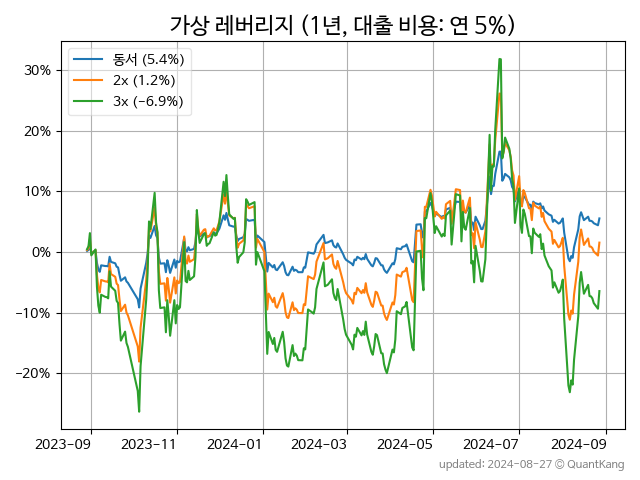 가상 레버리지 (1년, 대출 비용: 연 5%)
동서 (5.4%)
2x (1.2%)
3x (−6.9%)
30%
20%
10%
0%
−10%
−20%
2023-09 2023-11 2024-01 2024-03 2024-05 2024-07 2024-09
updated: 2024-08-27 © QuantKang